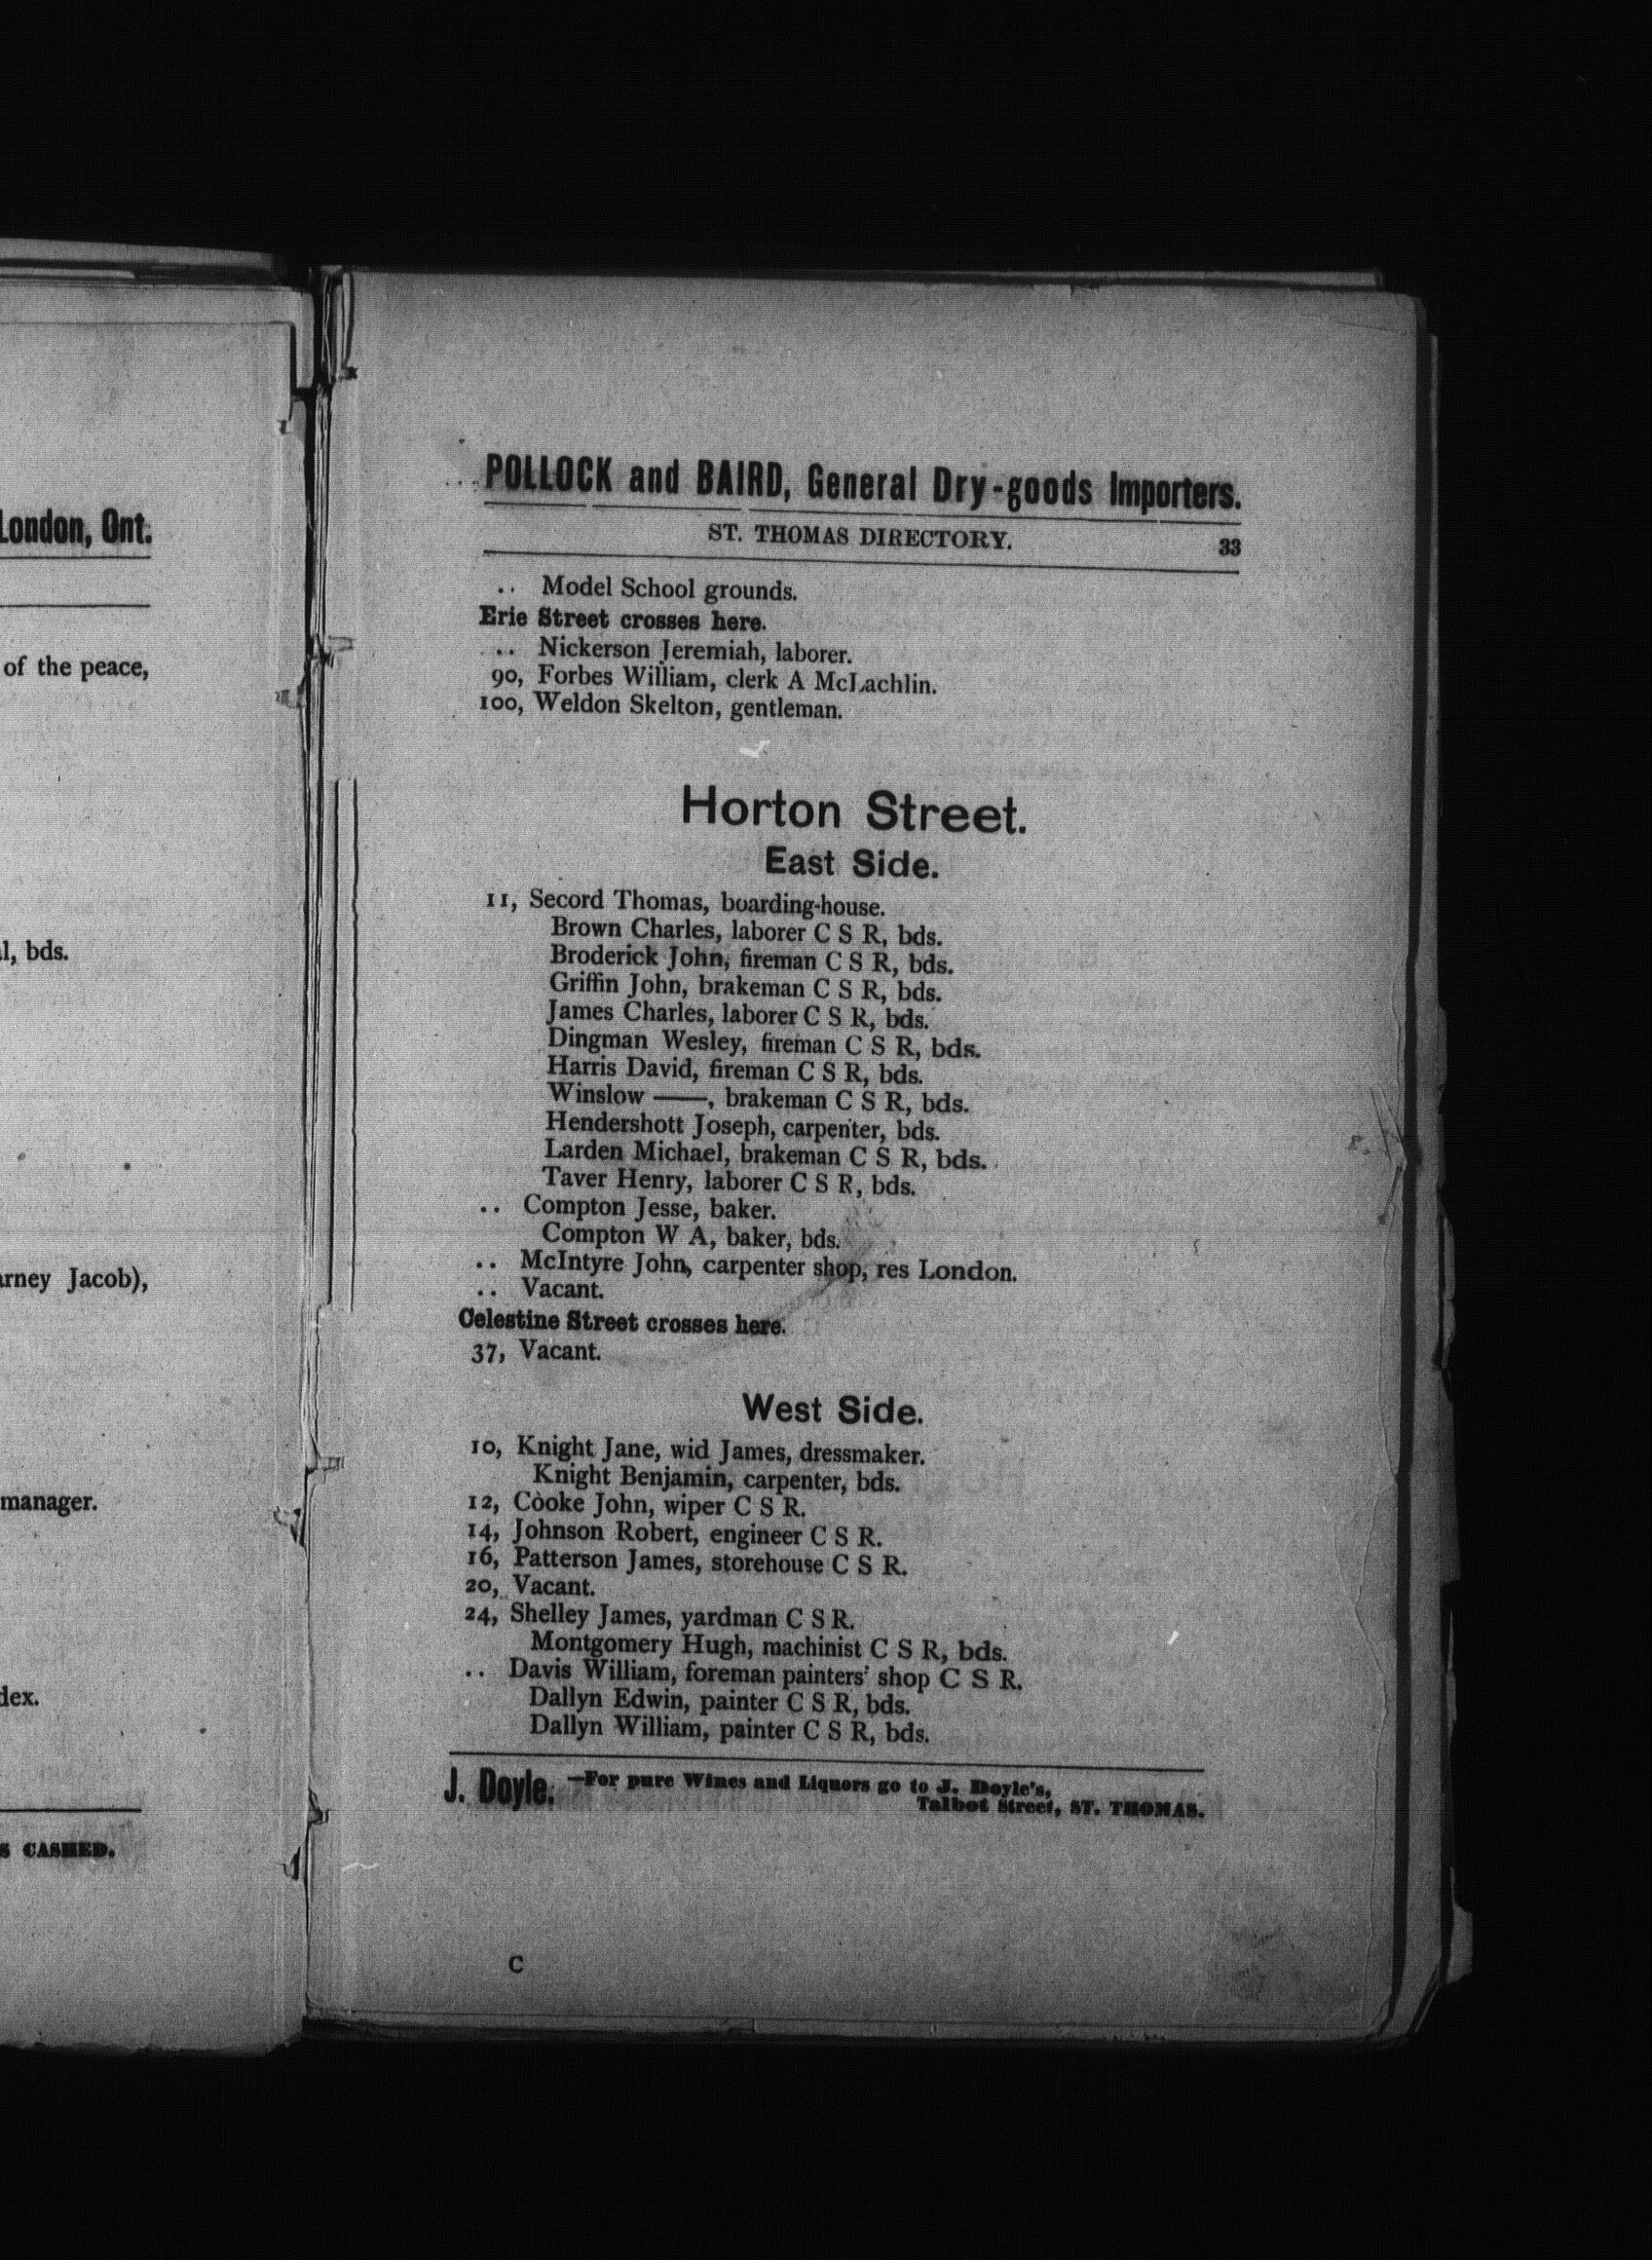 London, Ont.
of the peace,
bds.
Jacob),
manager.
CASHED.
POLLOCK and BAIRD, General Dry-goods Importers.
ST. THOMAS DIRECTORY. 33
.. Model School grounds.
Erie Street crosses here.
.. Nickerson Jeremiah, laborer.
90, Forbes William, clerk A McLachlin.
100, Weldon Skelton, gentleman.
Horton Street.
East Side.
11, Secord Thomas, boarding-house.
Brown Charles, laborer C S R, bds.
Broderick John, fireman C S R, bds.
Griffin John, brakeman C S R, bds.
James Charles, laborer C S R, bds.
Dingman Wesley, fireman C S R, bds.
Harris David, fireman C S R, bds.
Winslow ——, brakeman C S R, bds.
Hendershott Joseph, carpenter, bds.
Larden Michael, brakeman C S R, bds.
Taver Henry, laborer C S R, bds.
.. Compton Jesse, baker.
Compton W A, baker, bds.
.. McIntyre John, carpenter shop, res London.
.. Vacant.
Celestine Street crosses here.
37, Vacant.
West Side.
10, Knight Jane, wid James, dressmaker.
Knight Benjamin, carpenter, bds.
12, Cooke John, wiper C S R.
14, Johnson Robert, engineer C S R.
16, Patterson James, storehouse C S R.
20, Vacant.
24, Shelley James, yardman C S R.
Montgomery Hugh, machinist C S R, bds.
.. Davis William, foreman painters' shop C S R.
Dallyn Edwin, painter C S R, bds.
Dallyn William, painter C S R, bds.
J. Doyle. —For pure Wines and Liquors go to J. Doyle's,
Talbot Street, ST. THOMAS.
C